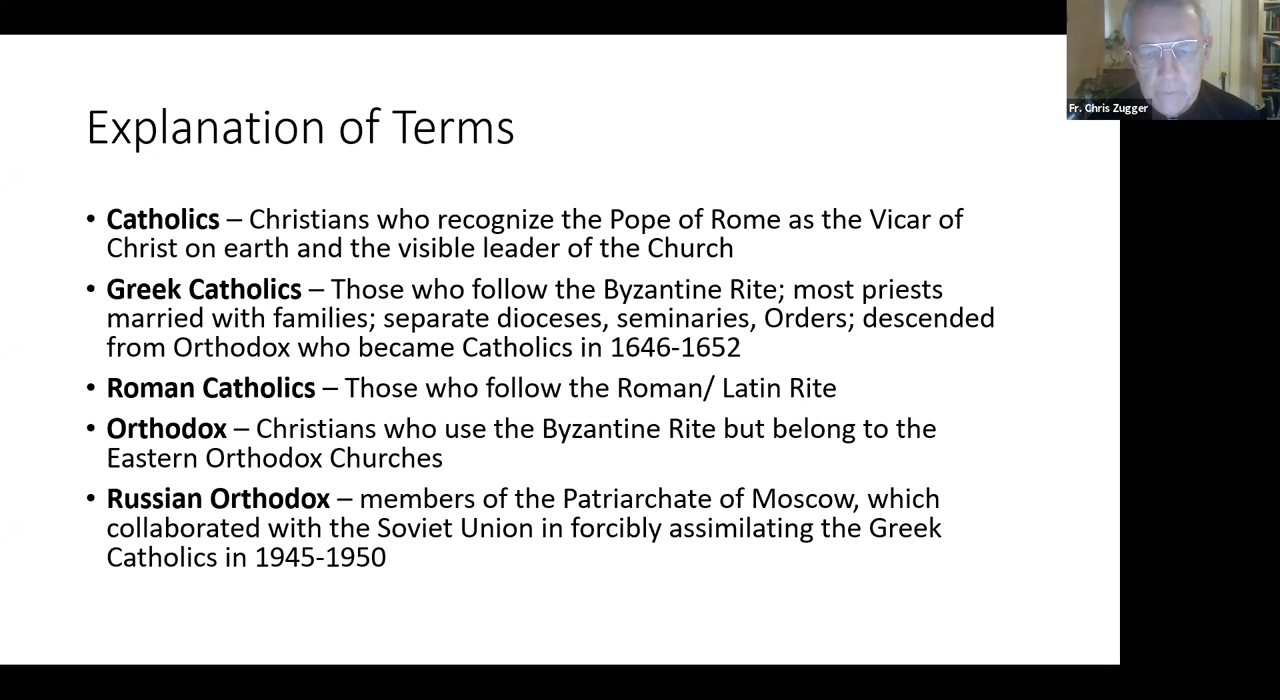 Explanation of Terms
• Catholics – Christians who recognize the Pope of Rome as the Vicar of
Christ on earth and the visible leader of the Church
• Greek Catholics – Those who follow the Byzantine Rite; most priests
married with families; separate dioceses, seminaries, Orders; descended
from Orthodox who became Catholics in 1646-1652
• Roman Catholics – Those who follow the Roman/ Latin Rite
• Orthodox – Christians who use the Byzantine Rite but belong to the
Eastern Orthodox Churches
• Russian Orthodox – members of the Patriarchate of Moscow, which
collaborated with the Soviet Union in forcibly assimilating the Greek
Catholics in 1945-1950
Fr. Chris Zugger